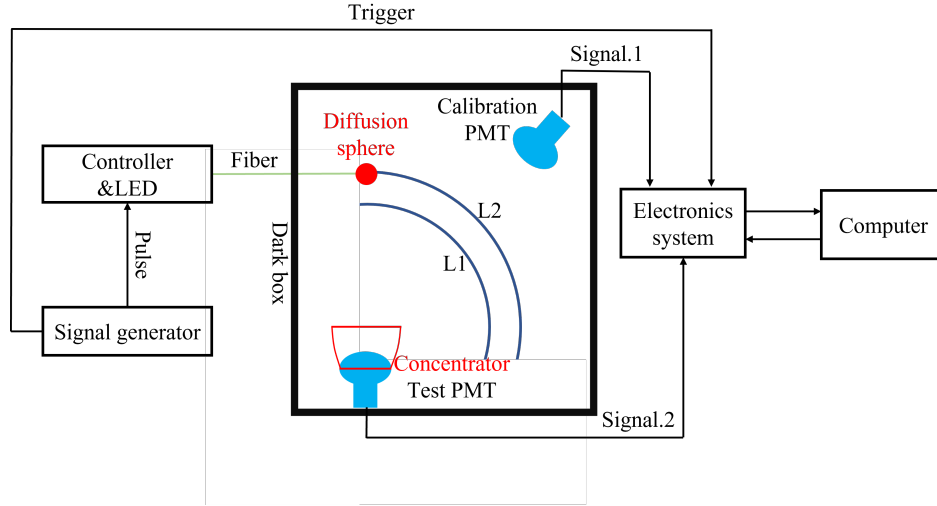 Trigger
Signal.1
Calibration
PMT
Diffusion
sphere
Controller
&LED
Fiber
L2
Electronics
system
Computer
L1
Pulse
Dark box
Signal generator
Concentrator
Test PMT
Signal.2